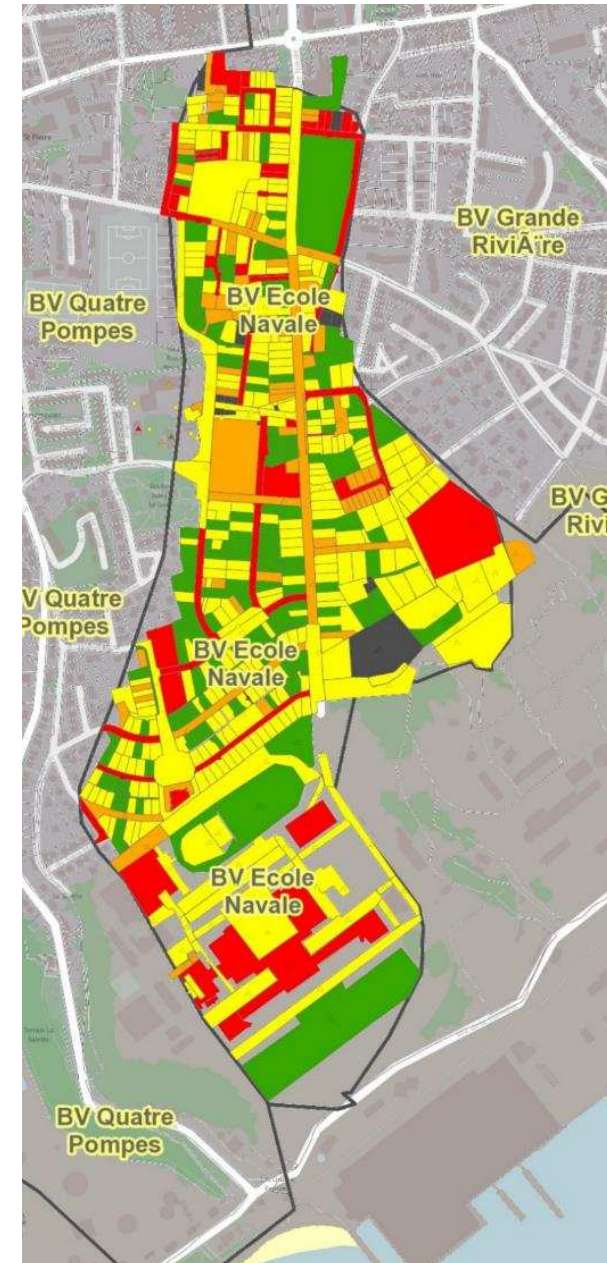 BV Grande
RiviÃ¨re
BV Quatre
Pompes
BV Ecole
Navale
BV G
Rivi
V Quatre
Pompes
BV Ecole
Navale
BV Ecole
Navale
BV Quatre
Pompes